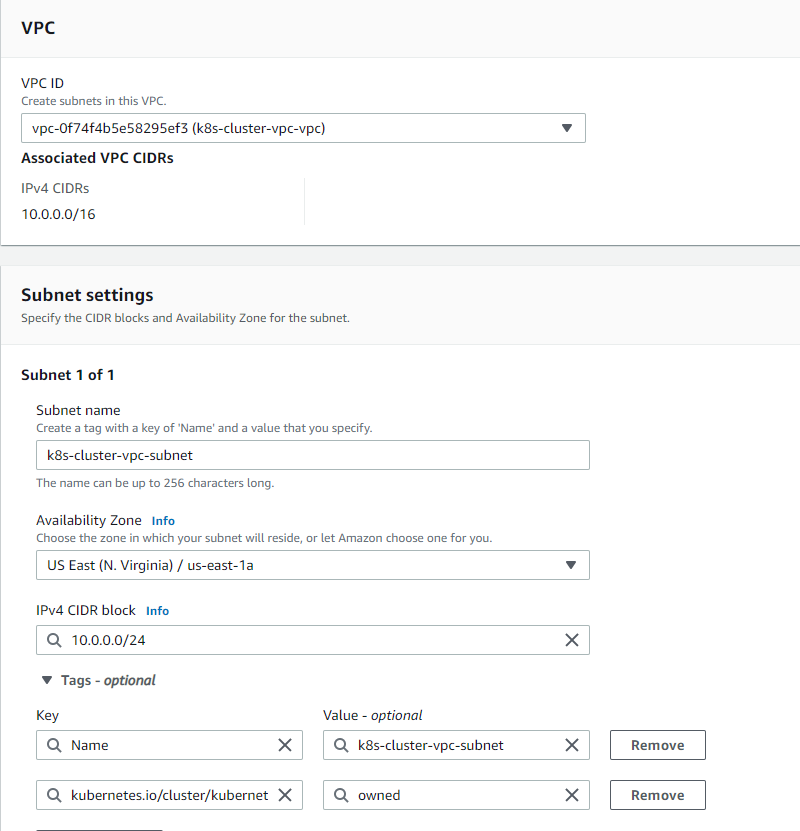 VPC
VPC ID
Create subnets in this VPC.
vpc-0f74f4b5e58295ef3 (k8s-cluster-vpc-vpc)
Associated VPC CIDRs
IPv4 CIDRs
10.0.0.0/16
Subnet settings
Specify the CIDR blocks and Availability Zone for the subnet.
Subnet 1 of 1
Subnet name
Create a tag with a key of 'Name' and a value that you specify.
k8s-cluster-vpc-subnet
The name can be up to 256 characters long.
Availability Zone Info
Choose the zone in which your subnet will reside, or let Amazon choose one for you.
US East (N. Virginia) / us-east-1a
IPv4 CIDR block Info
10.0.0.0/24
Tags - optional
Key Value - optional
Name k8s-cluster-vpc-subnet Remove
kubernetes.io/cluster/kubernet owned Remove